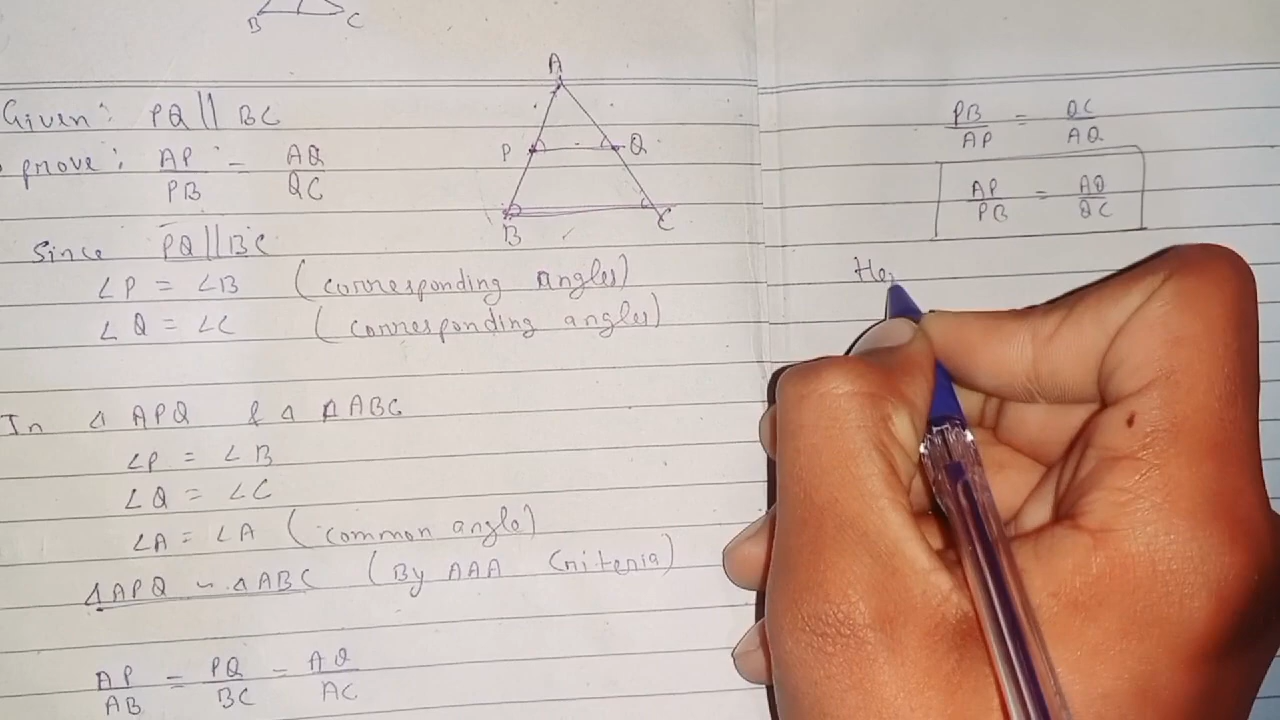 B C
Given: PQ || BC
prove: AP/PB = AQ/QC
Since PQ || BC
∠P = ∠B (corresponding angles)
∠Q = ∠C (corresponding angles)
In △ APQ & △ ABC
∠P = ∠B
∠Q = ∠C
∠A = ∠A (common angle)
△APQ ~ △ABC (By AAA Criteria)
AP/AB = PQ/BC = AQ/AC
A
P Q
B C
PB/AP = QC/AQ
AP/PB = AQ/QC